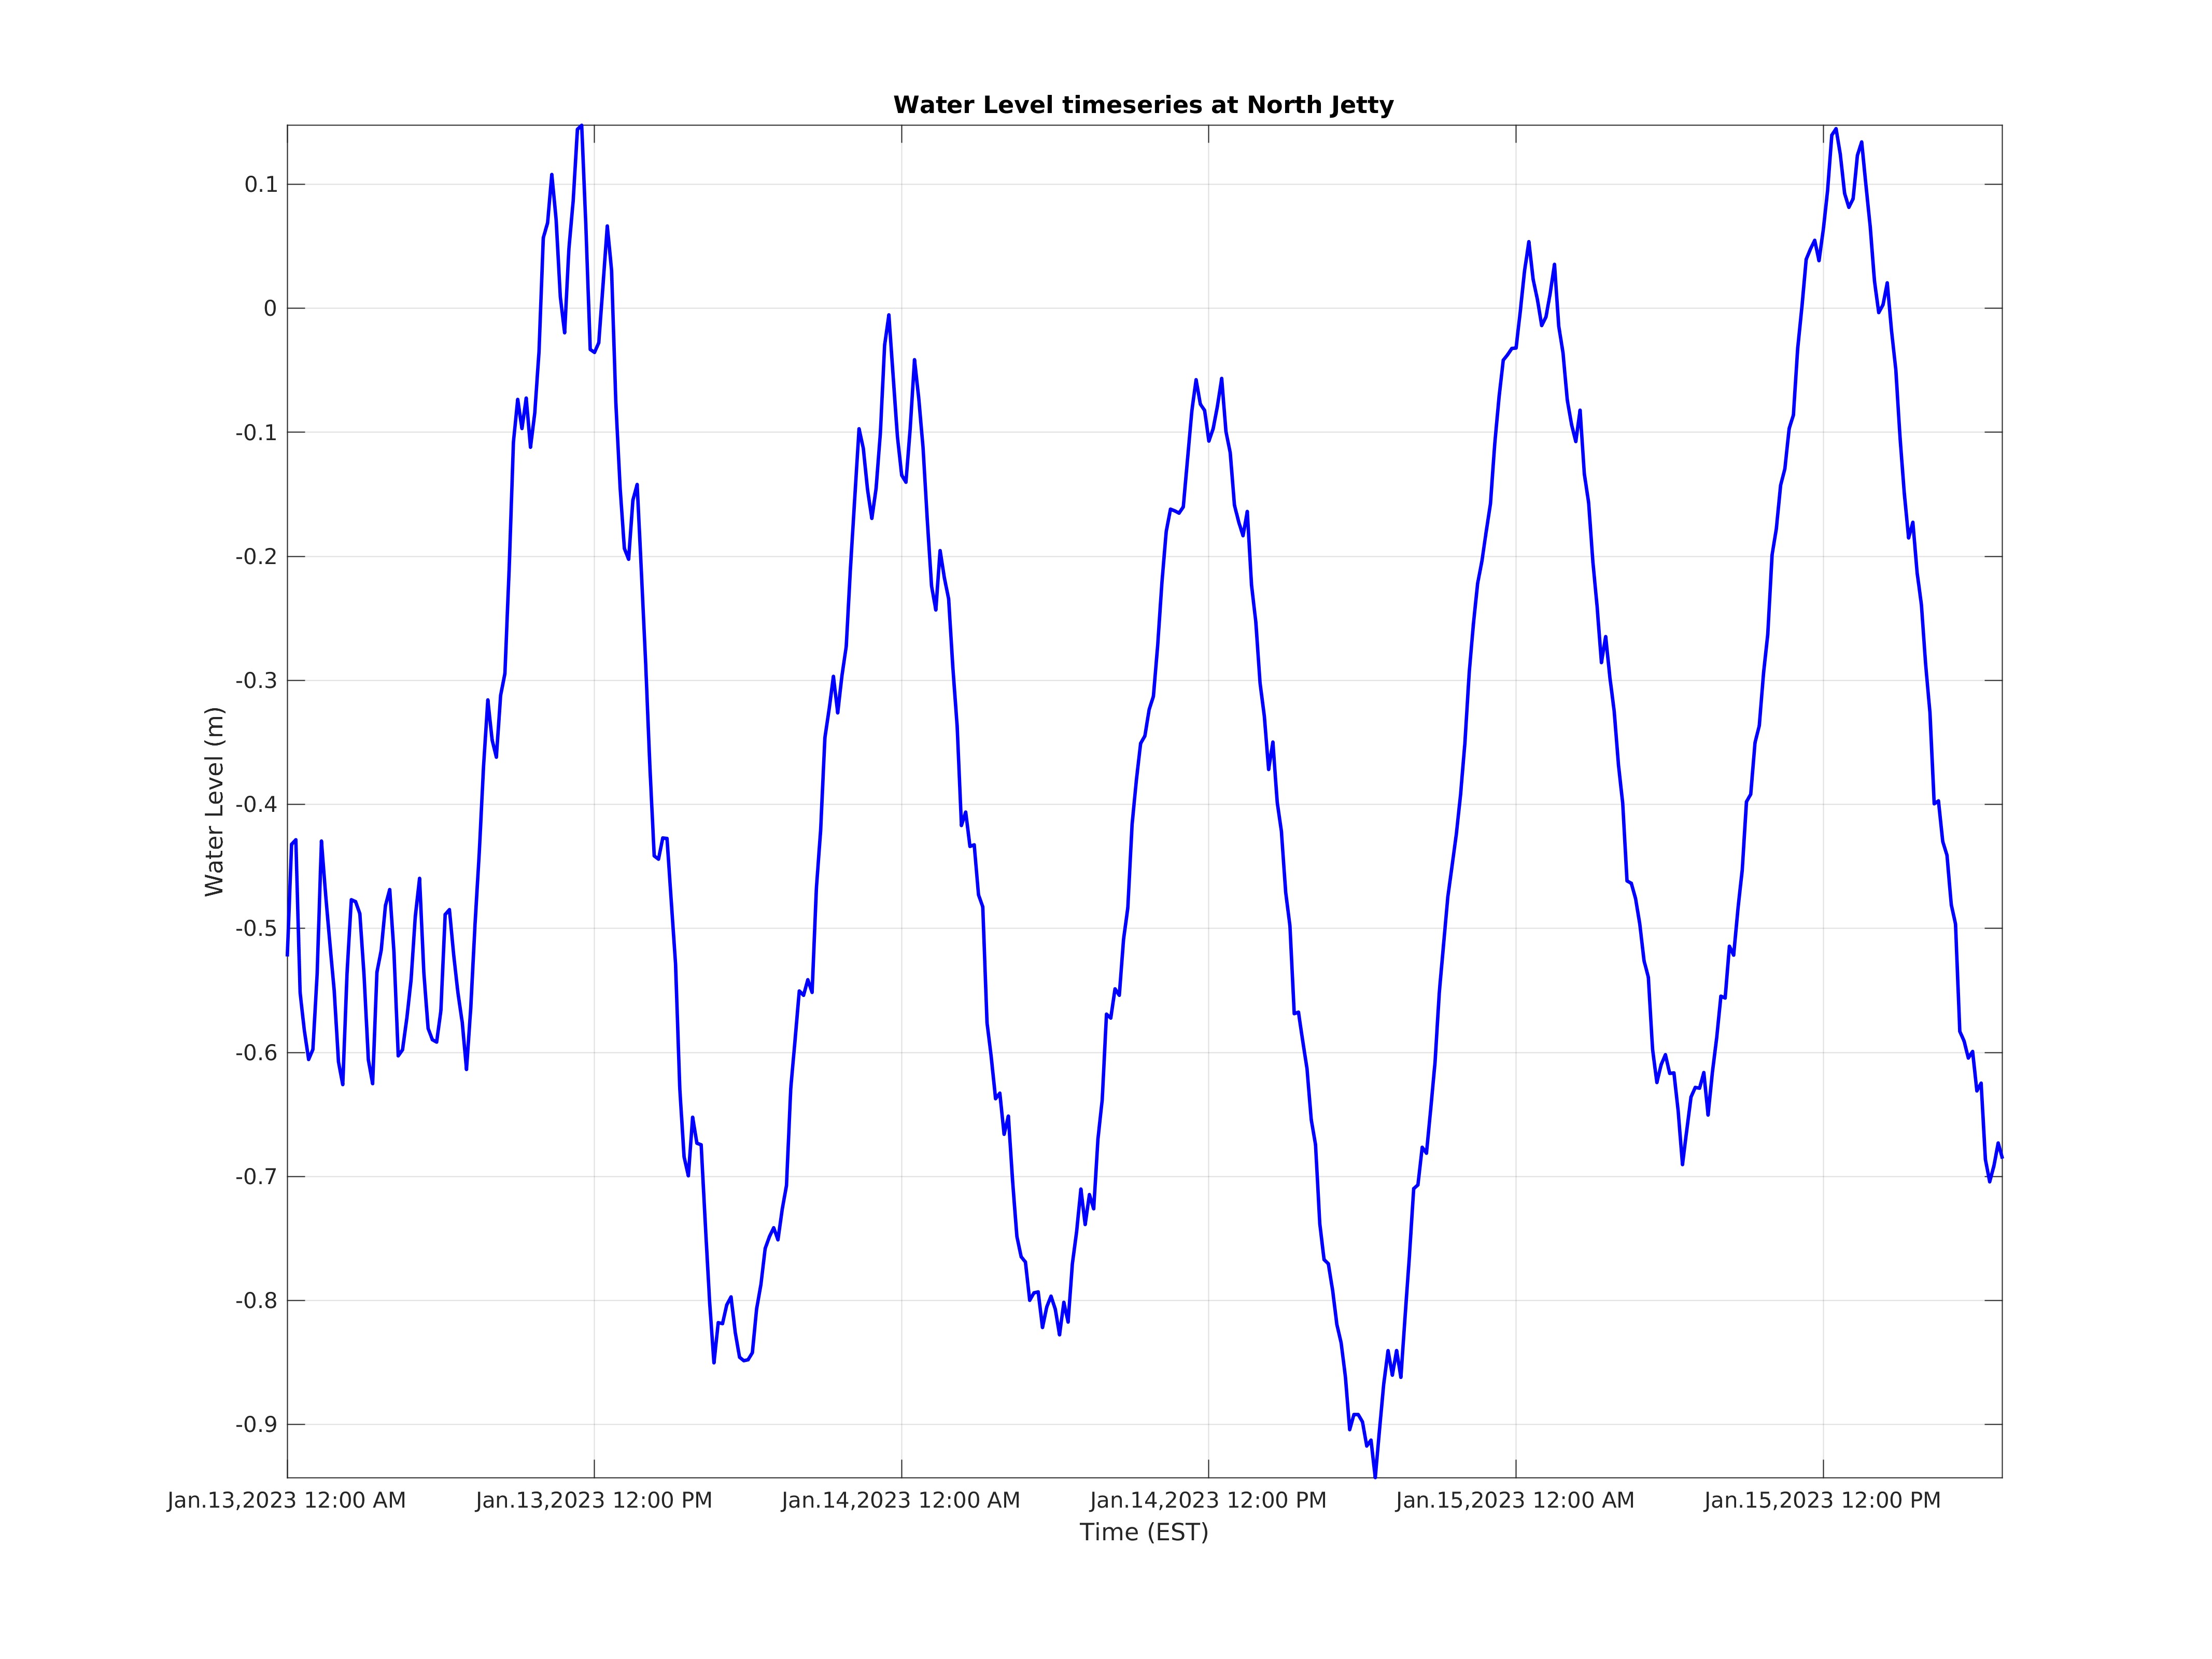 Water Level timeseries at North Jetty
0.1
0
-0.1
-0.2
-0.3
-0.4
-0.5
-0.6
-0.7
-0.8
-0.9
Water Level (m)
Jan.13,2023 12:00 AM
Jan.13,2023 12:00 PM
Jan.14,2023 12:00 AM
Jan.14,2023 12:00 PM
Jan.15,2023 12:00 AM
Jan.15,2023 12:00 PM
Time (EST)